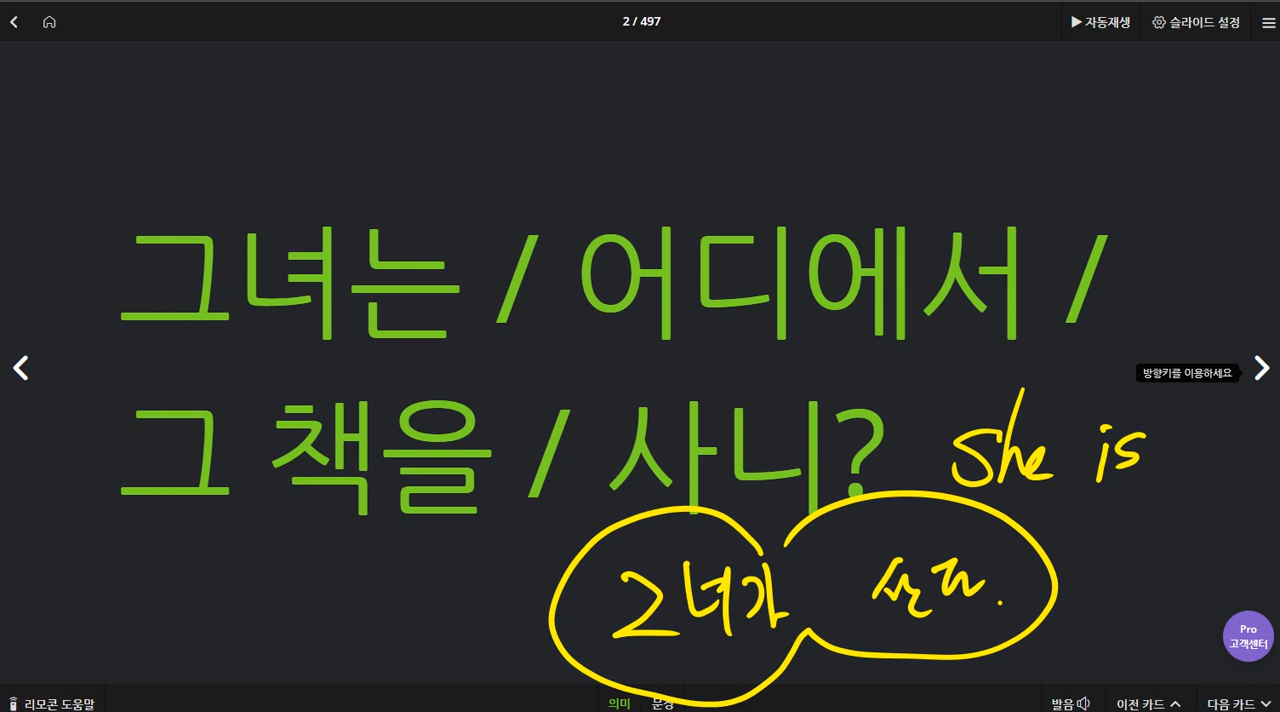 2 / 497
▶ 자동재생
슬라이드 설정
그녀는 / 어디에서 /
방향키를 이용하세요
그 책을 / 사니?
she is
그녀가
Pro
고객센터
리모콘 도움말
의미
문장
발음
이전 카드
다음 카드